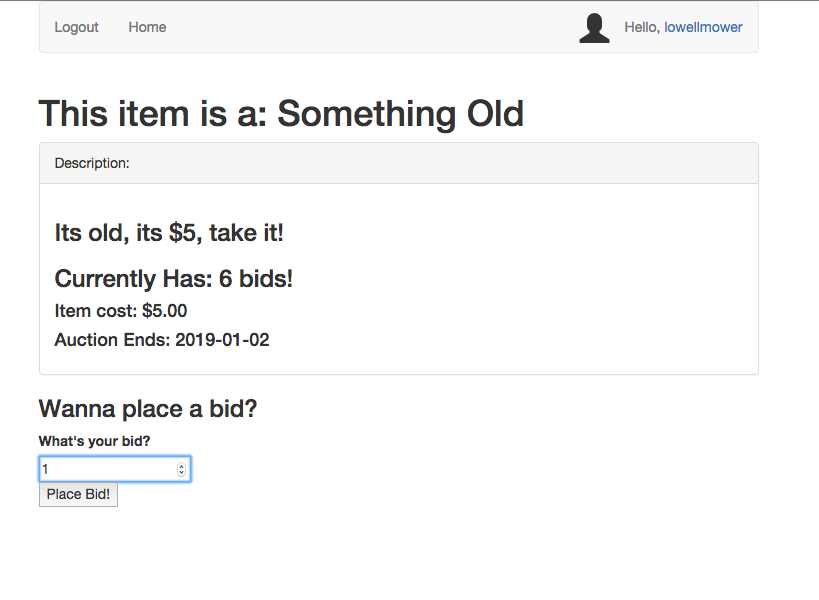 Logout Home Hello, lowellmower
This item is a: Something Old
Description:
Its old, its $5, take it!
Currently Has: 6 bids!
Item cost: $5.00
Auction Ends: 2019-01-02
Wanna place a bid?
What's your bid?
1
Place Bid!